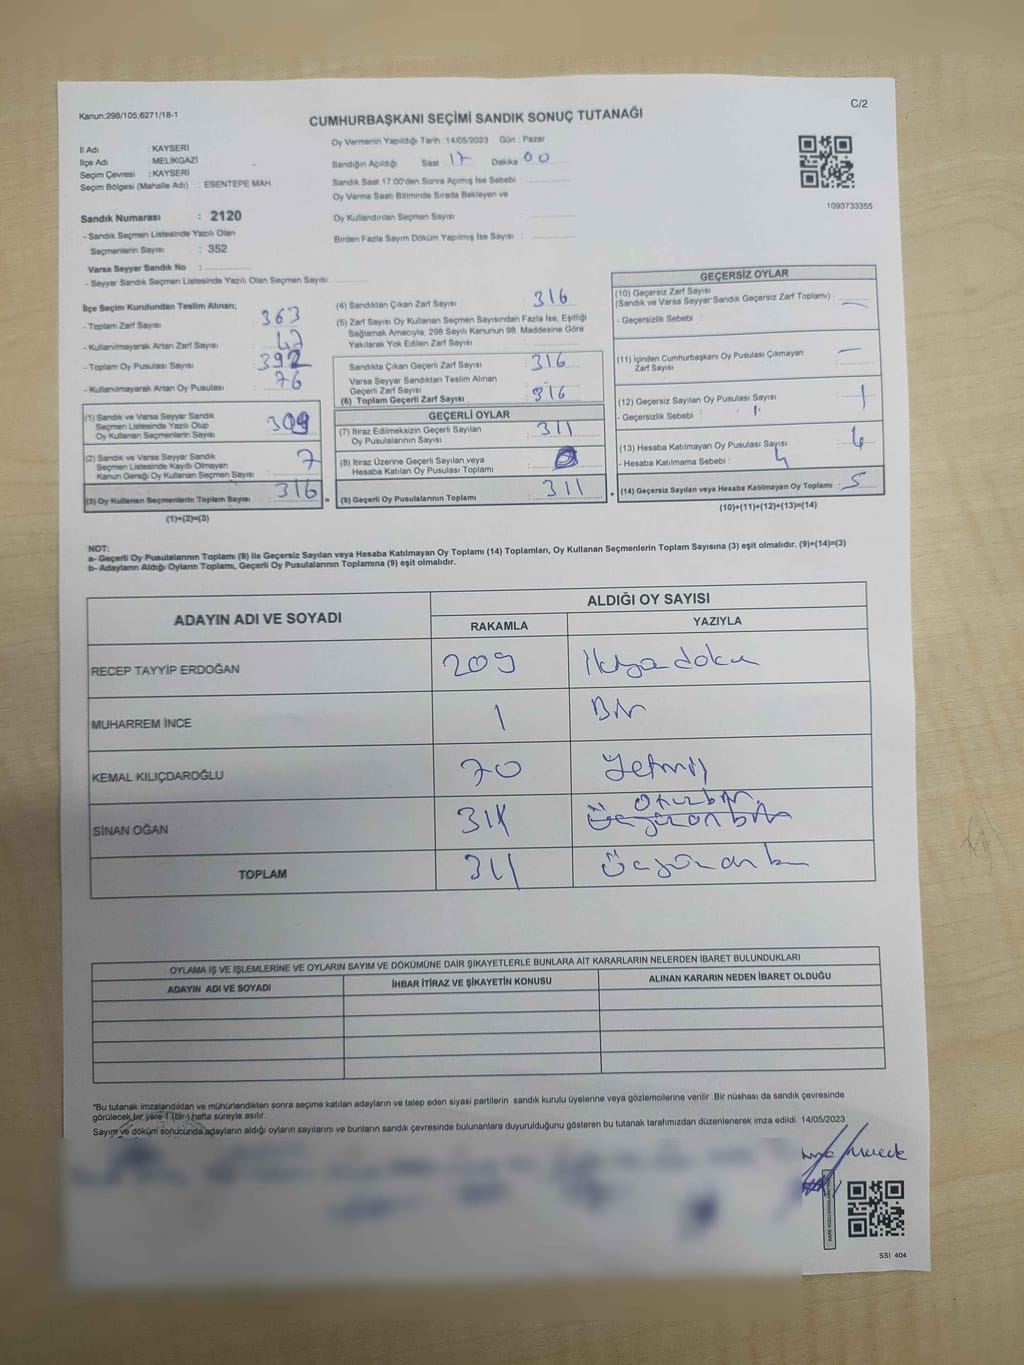 Kanun:298/105;6271/18-1
C/2
CUMHURBAŞKANI SEÇİMİ SANDIK SONUÇ TUTANAĞI
İl Adı : KAYSERİ
İlçe Adı : MELİKGAZİ
Seçim Çevresi : KAYSERİ
Seçim Bölgesi (Mahalle Adı) : ESENTEPE MAH.
Sandık Numarası : 2120
- Sandık Seçmen Listesinde Yazılı Olan
Seçmenlerin Sayısı : 352
Varsa Seyyar Sandık No :
- Seyyar Sandık Seçmen Listesinde Yazılı Olan Seçmen Sayısı :
Oy Vermenin Yapıldığı Tarih :14/05/2023 Gün : Pazar
Sandığın Açıldığı Saat 17 Dakika 00
Sandık Saat 17:00'den Sonra Açımış İse Sebebi :
Oy Verme Saati Bitiminde Sırada Bekleyen ve
Oy Kullandırılan Seçmen Sayısı :
Birden Fazla Sayım Döküm Yapılmış İse Sayısı :
1093733355
İlçe Seçim Kurulundan Teslim Alınan;
- Toplam Zarf Sayısı : 363
- Kullanılmayarak Artan Zarf Sayısı : 47
- Toplam Oy Pusulası Sayısı : 392
- Kullanılmayarak Artan Oy Pusulası : 76
(1) Sandık ve Varsa Seyyar Sandık
Seçmen Listesinde Yazılı Olup
Oy Kullanan Seçmenlerin Sayısı : 309
(2) Sandık ve Varsa Seyyar Sandık
Seçmen Listesinde Kayıtlı Olmayan
Kanun Gereği Oy Kullanan Seçmen Sayısı : 7
(3) Oy Kullanan Seçmenlerin Toplam Sayısı : 316
(1)+(2)=(3)
(4) Sandıktan Çıkan Zarf Sayısı : 316
(5) Zarf Sayısı Oy Kullanan Seçmen Sayısından Fazla İse, Eşitliği
Sağlamak Amacıyla, 298 Sayılı Kanunun 98. Maddesine Göre
Yakılarak Yok Edilen Zarf Sayısı :
Sandıkta Çıkan Geçerli Zarf Sayısı : 316
Varsa Seyyar Sandıktan Teslim Alınan
Geçerli Zarf Sayısı :
(6) Toplam Geçerli Zarf Sayısı : 316
GEÇERLİ OYLAR
(7) İtiraz Edilmeksizin Geçerli Sayılan
Oy Pusulalarının Sayısı : 311
(8) İtiraz Üzerine Geçerli Sayılan veya
Hesaba Katılan Oy Pusulası Toplamı :
(9) Geçerli Oy Pusulalarının Toplamı : 311
GEÇERSİZ OYLAR
(10) Geçersiz Zarf Sayısı
(Sandık ve Varsa Seyyar Sandık Geçersiz Zarf Toplamı) : —
- Geçersizlik Sebebi :
(11) İçinden Cumhurbaşkanı Oy Pusulası Çıkmayan
Zarf Sayısı : —
(12) Geçersiz Sayılan Oy Pusulası Sayısı : 1
- Geçersizlik Sebebi : 1
(13) Hesaba Katılmayan Oy Pusulası Sayısı : 4
- Hesaba Katılmama Sebebi : 4
(14) Geçersiz Sayılan veya Hesaba Katılmayan Oy Toplamı : 5
(10)+(11)+(12)+(13)=(14)
NOT:
a- Geçerli Oy Pusulalarının Toplamı (9) ile Geçersiz Sayılan veya Hesaba Katılmayan Oy Toplamı (14) Toplamları, Oy Kullanan Seçmenlerin Toplam Sayısına (3) eşit olmalıdır. (9)+(14)=(3)
b- Adayların Aldığı Oyların Toplamı, Geçerli Oy Pusulalarının Toplamına (9) eşit olmalıdır.
ADAYIN ADI VE SOYADI
ALDIĞI OY SAYISI
RAKAMLA YAZIYLA
RECEP TAYYİP ERDOĞAN 209 İkiyüzdokuz
MUHARREM İNCE 1 Bir
KEMAL KILIÇDAROĞLU 70 Yetmiş
SİNAN OĞAN 31 Otuzbir
TOPLAM 311 Üçyüzonbir
OYLAMA İŞ VE İŞLEMLERİNE VE OYLARIN SAYIM VE DÖKÜMÜNE DAİR ŞİKAYETLERLE BUNLARA AİT KARARLARIN NELERDEN İBARET BULUNDUKLARI
ADAYIN ADI VE SOYADI İHBAR İTİRAZ VE ŞİKAYETİN KONUSU ALINAN KARARIN NEDEN İBARET OLDUĞU
*Bu tutanak imzalandıktan ve mühürlendikten sonra seçime katılan adayların ve talep eden siyasi partilerin sandık kurulu üyelerine veya gözlemcilerine verilir. Bir nüshası da sandık çevresinde
görülecek bir yere 1 (bir) hafta süreyle asılır.
Sayım ve döküm sonucunda adayların aldığı oyların sayılarını ve bunların sandık çevresinde bulunanlara duyurulduğunu gösteren bu tutanak tarafımızdan düzenlenerek imza edildi. 14/05/2023
SSI 404